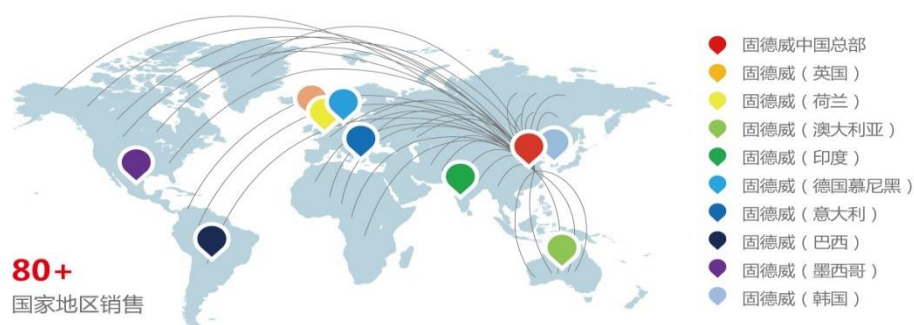 固德威中国总部
固德威（英国）
固德威（荷兰）
固德威（澳大利亚）
固德威（印度）
固德威（德国慕尼黑）
固德威（意大利）
固德威（巴西）
固德威（墨西哥）
固德威（韩国）
80+
国家地区销售